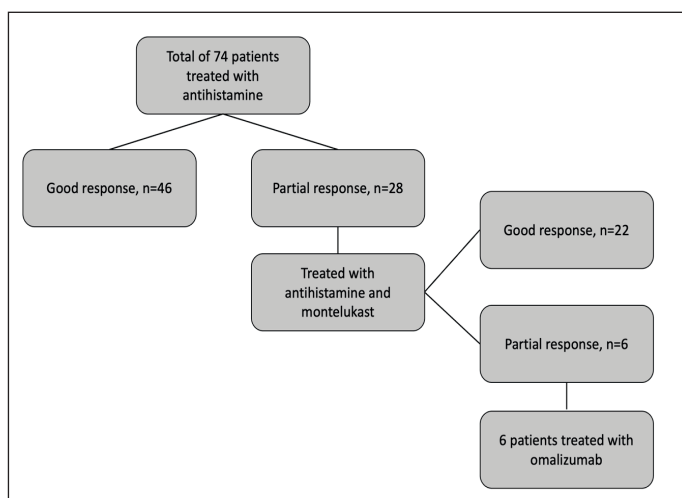 Total of 74 patients
treated with
antihistamine
Good response, n=46
Partial response, n=28
Treated with
antihistamine and
montelukast
Good response, n=22
Partial response, n=6
6 patients treated with
omalizumab